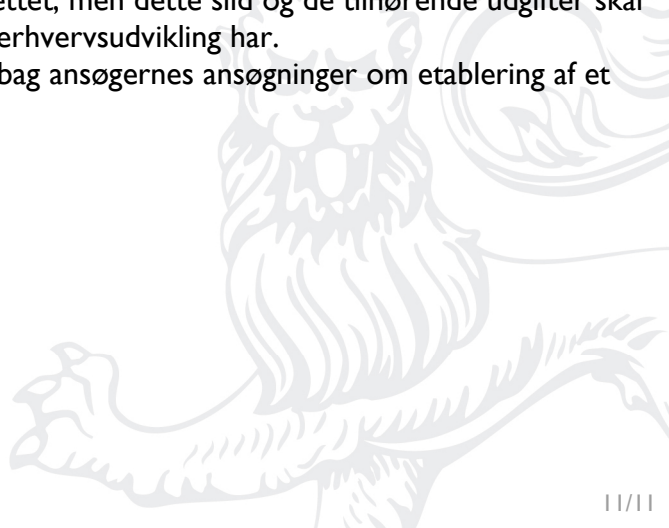 ettet, men dette slid og de tilhørende udgifter skal
erhvervsudvikling har.
bag ansøgernes ansøgninger om etablering af et
11/11